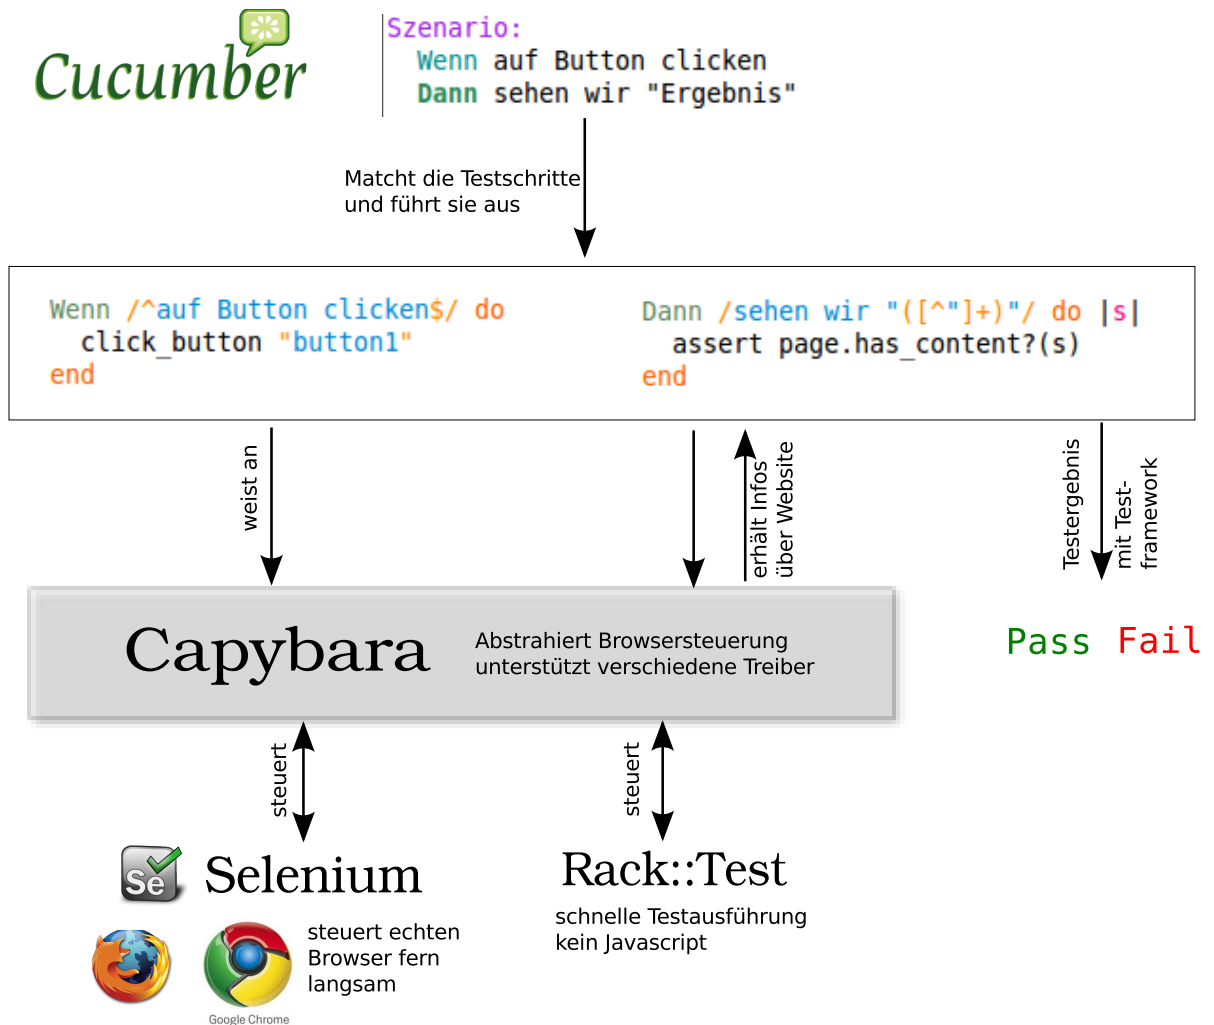 Cucumber
Szenario:
Wenn auf Button clicken
Dann sehen wir "Ergebnis"
Matcht die Testschritte
und führt sie aus
Wenn /^auf Button clicken$/ do
click_button "button1"
end
Dann /sehen wir "([^"]+)"/ do |s|
assert page.has_content?(s)
end
weist an
erhält Infos
über Website
Testergebnis
mit Test-
framework
Capybara
Abstrahiert Browsersteuerung
unterstützt verschiedene Treiber
Pass Fail
steuert
steuert
Se
Selenium
steuert echten
Browser fern
langsam
Google Chrome
Rack::Test
schnelle Testausführung
kein Javascript